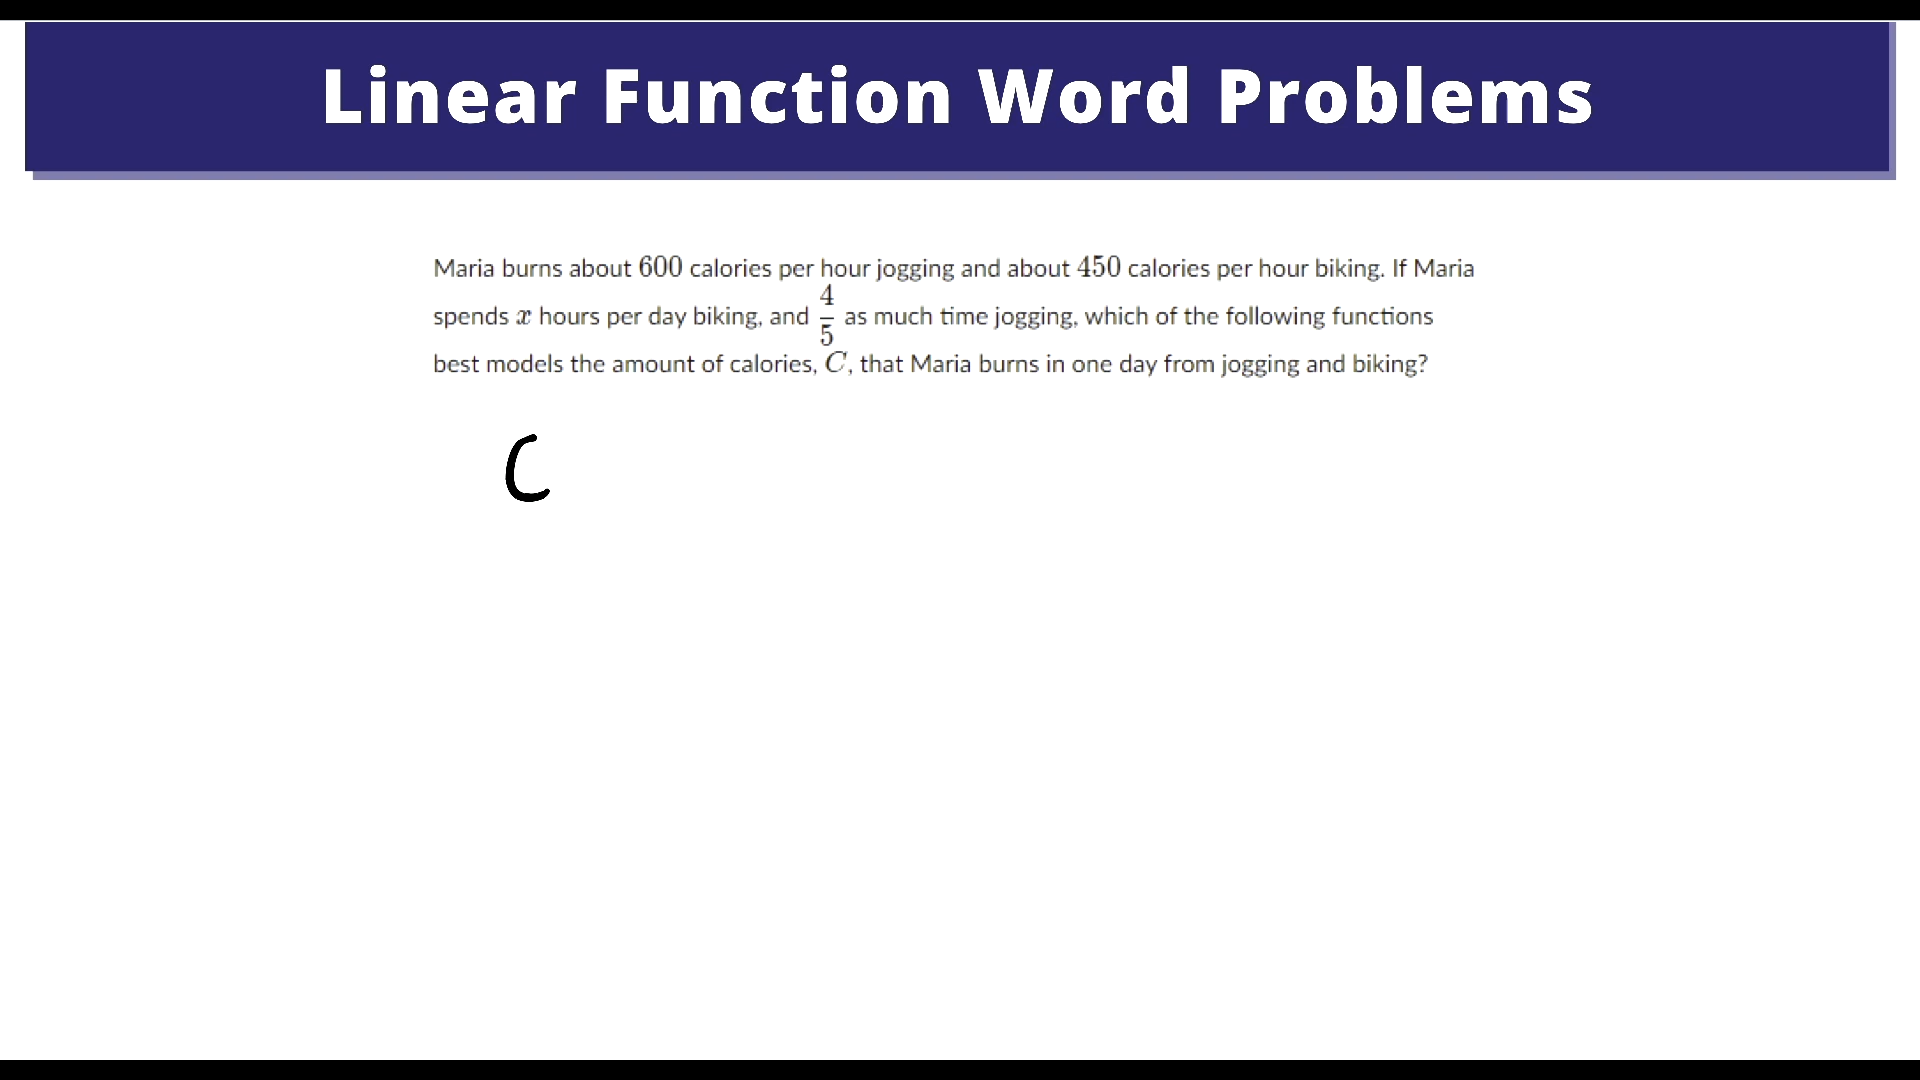 Linear Function Word Problems
Maria burns about 600 calories per hour jogging and about 450 calories per hour biking. If Maria
spends x hours per day biking, and 4/5 as much time jogging, which of the following functions
best models the amount of calories, C, that Maria burns in one day from jogging and biking?
C